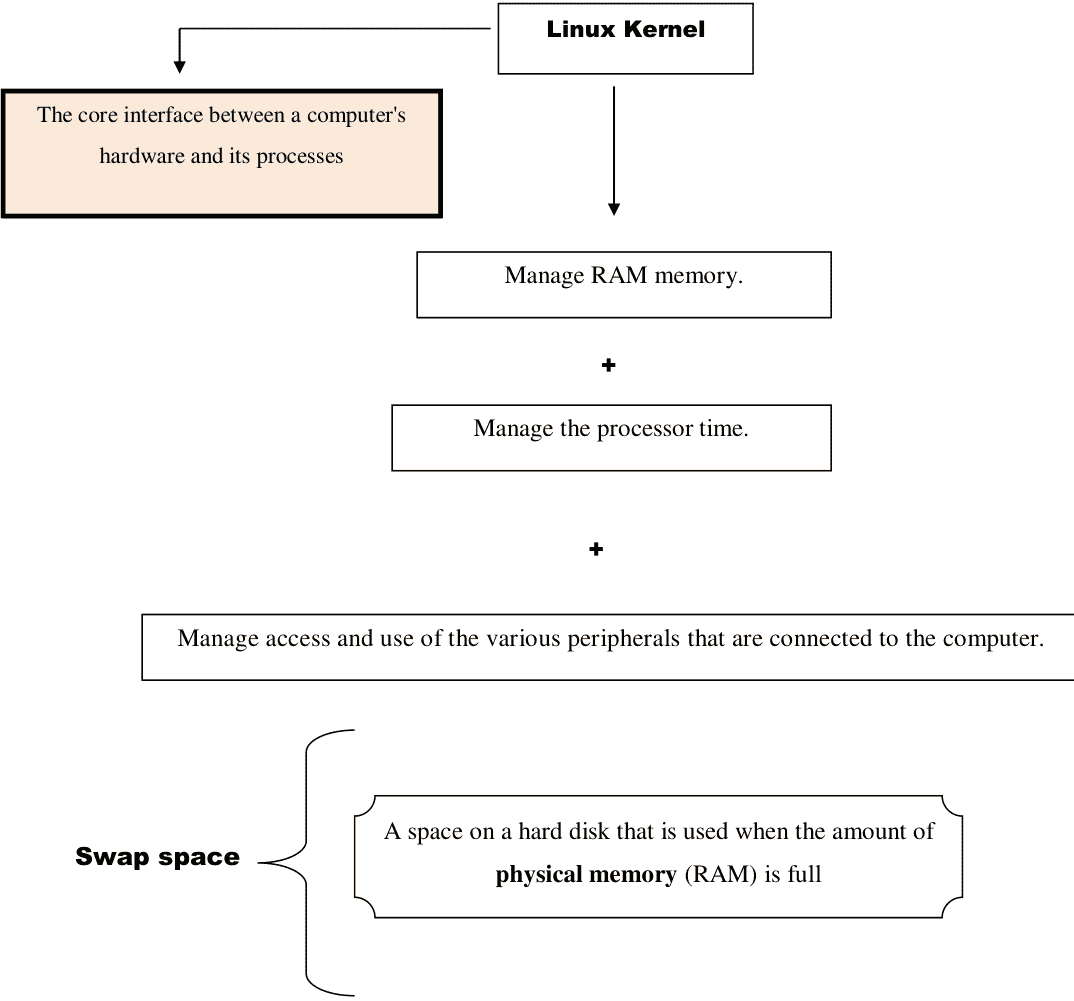 Linux Kernel
The core interface between a computer's
hardware and its processes
Manage RAM memory.
+
Manage the processor time.
+
Manage access and use of the various peripherals that are connected to the computer.
Swap space
A space on a hard disk that is used when the amount of
physical memory (RAM) is full